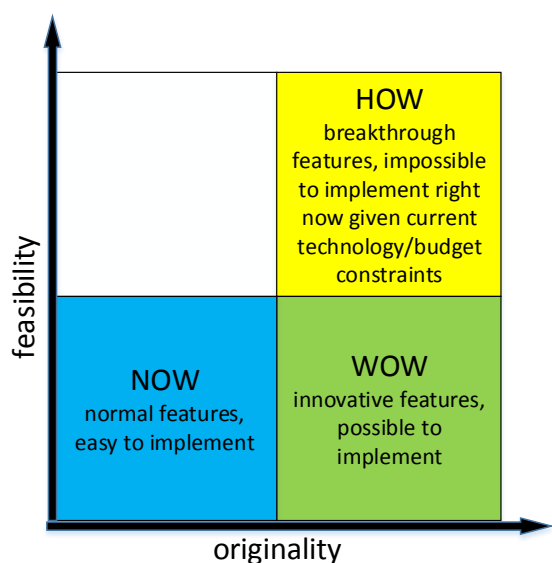 HOW
breakthrough
features, impossible
to implement right
now given current
technology/budget
constraints
feasibility
NOW
normal features,
easy to implement
WOW
innovative features,
possible to
implement
originality